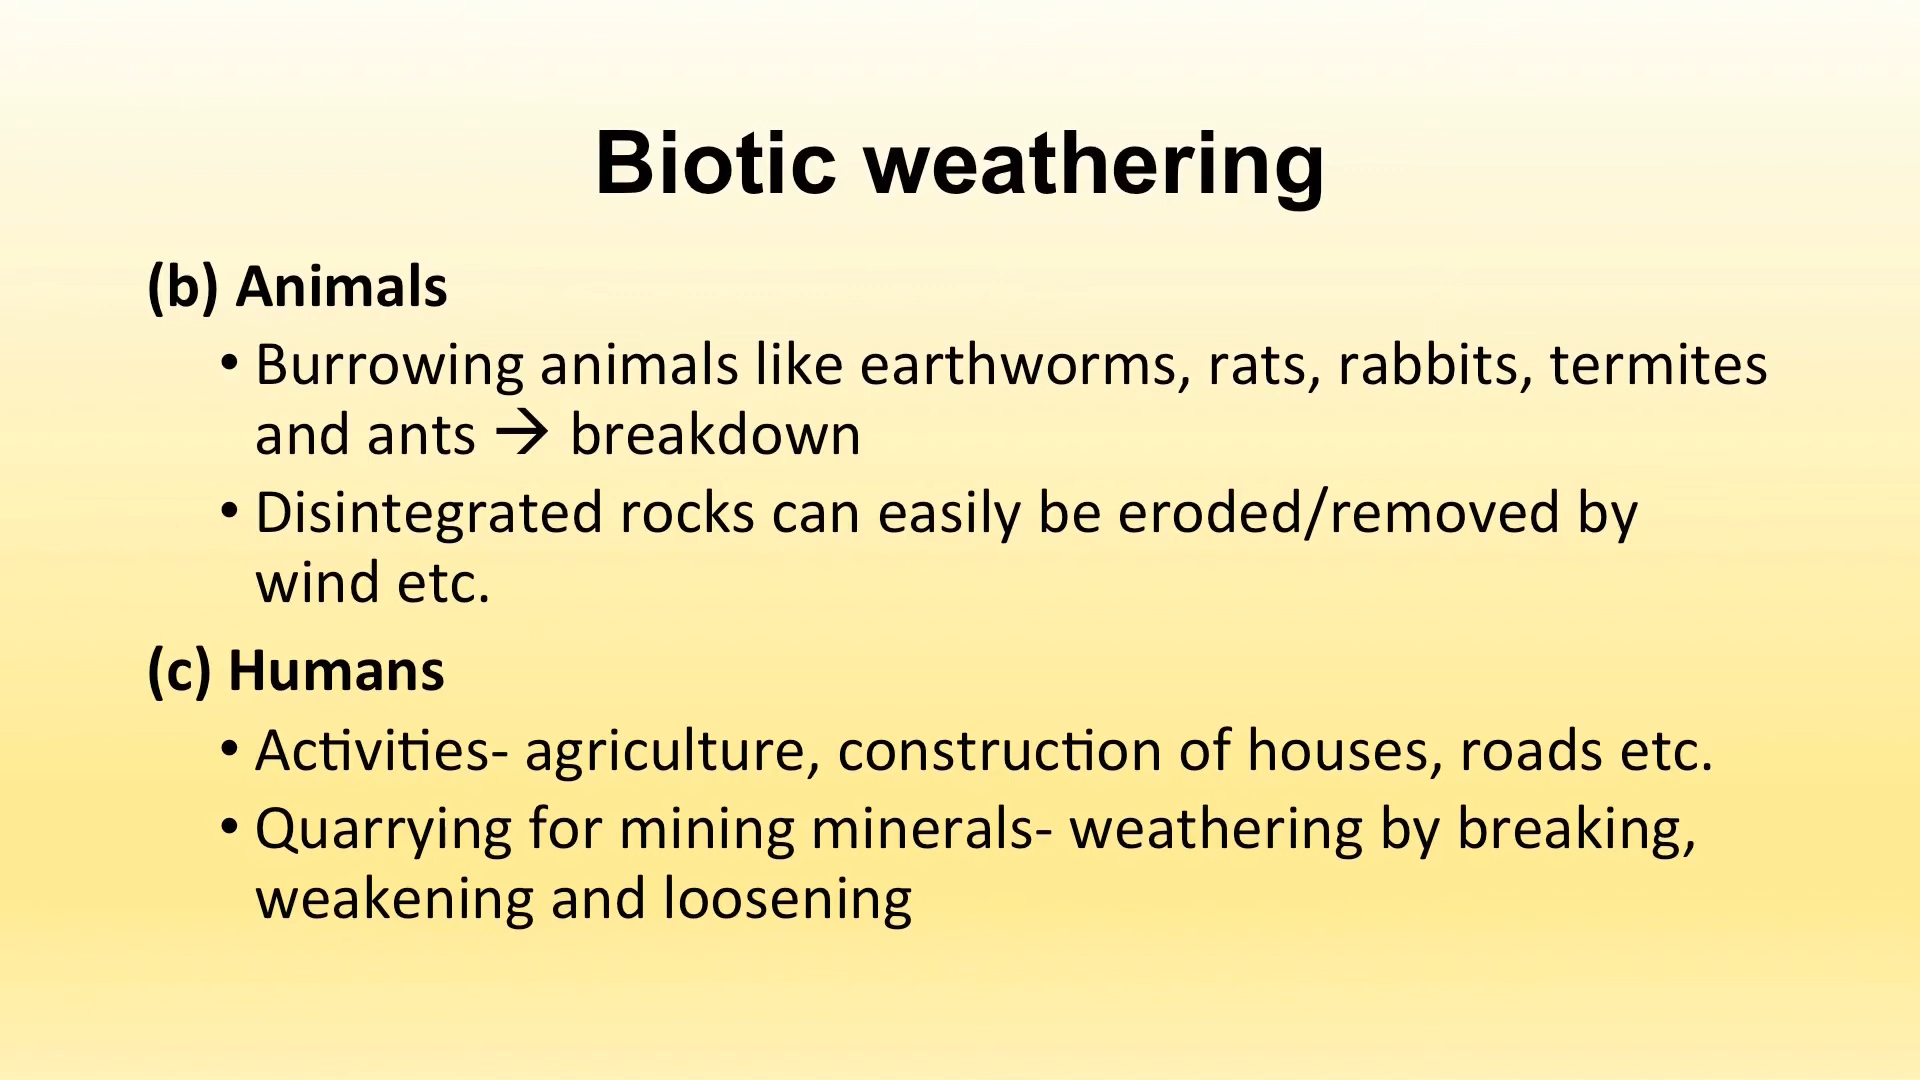 Biotic weathering
(b) Animals
• Burrowing animals like earthworms, rats, rabbits, termites
and ants → breakdown
• Disintegrated rocks can easily be eroded/removed by
wind etc.
(c) Humans
• Activities- agriculture, construction of houses, roads etc.
• Quarrying for mining minerals- weathering by breaking,
weakening and loosening